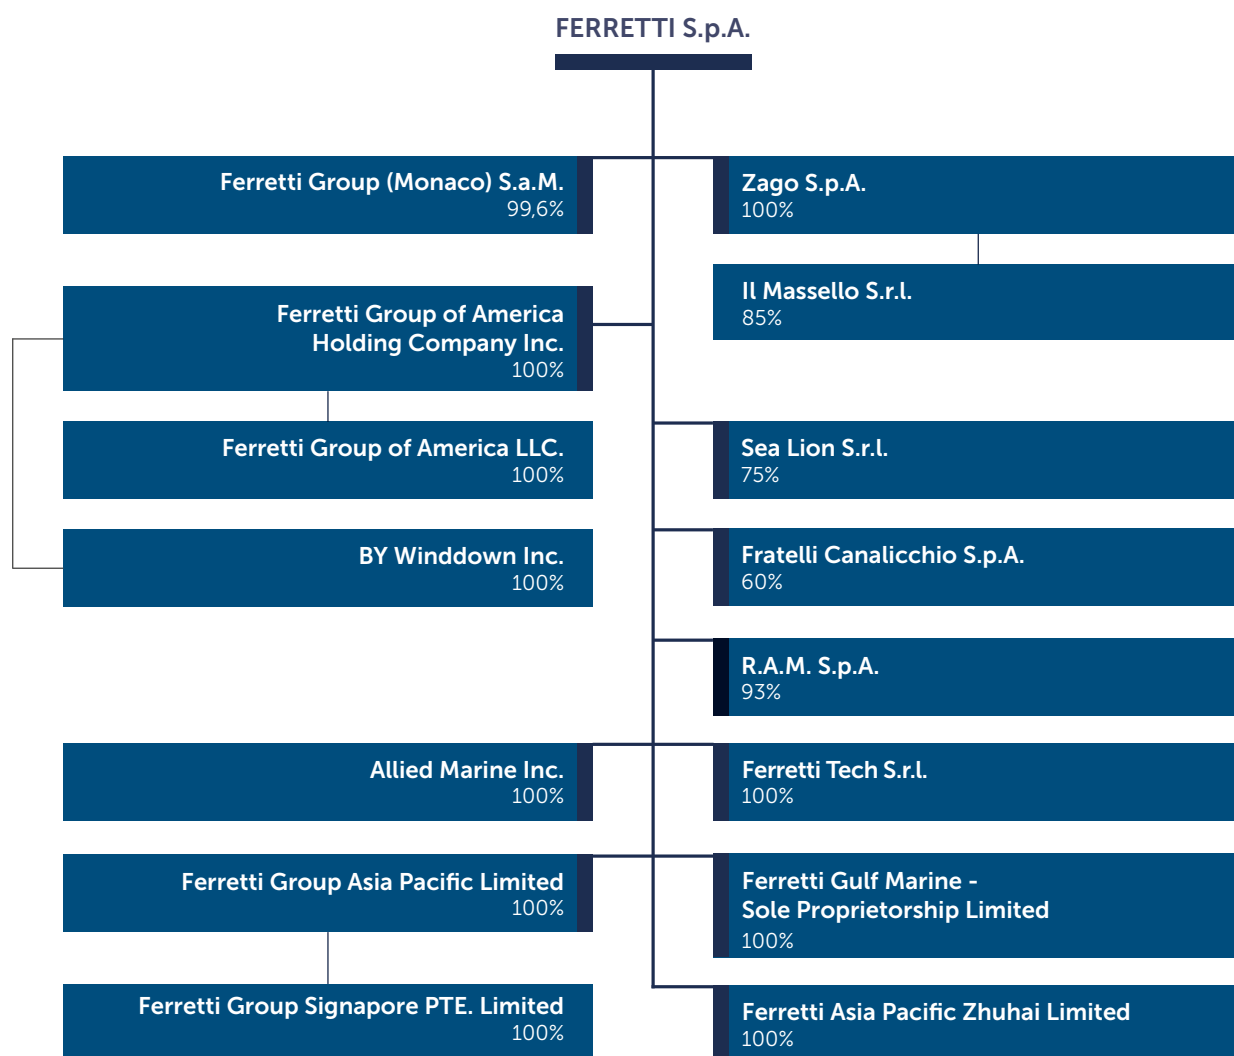 FERRETTI S.p.A.
Ferretti Group (Monaco) S.a.M.
99,6%
Zago S.p.A.
100%
Il Massello S.r.l.
85%
Ferretti Group of America
Holding Company Inc.
100%
Ferretti Group of America LLC.
100%
Sea Lion S.r.l.
75%
BY Winddown Inc.
100%
Fratelli Canalicchio S.p.A.
60%
R.A.M. S.p.A.
93%
Allied Marine Inc.
100%
Ferretti Tech S.r.l.
100%
Ferretti Group Asia Pacific Limited
100%
Ferretti Gulf Marine -
Sole Proprietorship Limited
100%
Ferretti Group Signapore PTE. Limited
100%
Ferretti Asia Pacific Zhuhai Limited
100%